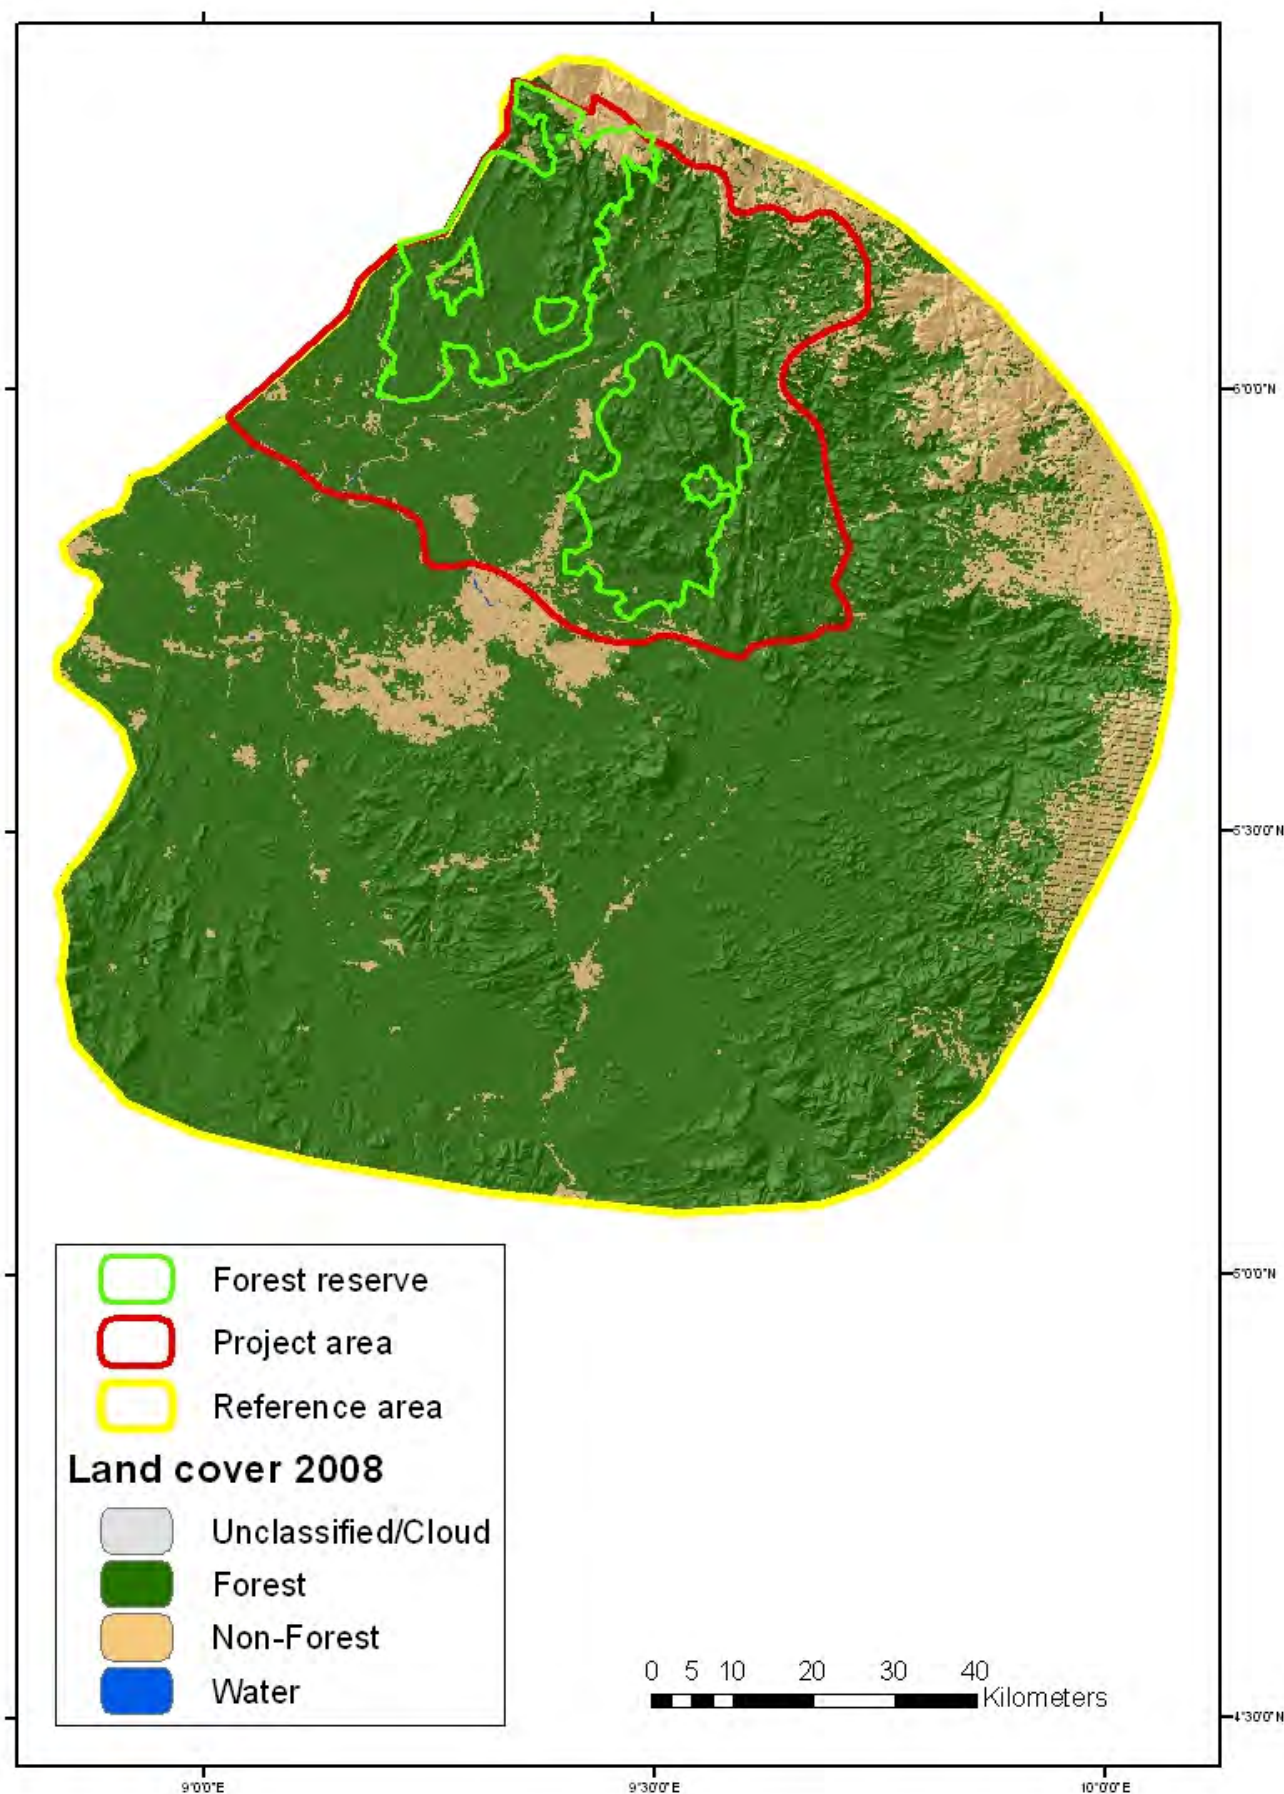 6°0'0"N
5°30'0"N
5°0'0"N
Forest reserve
Project area
Reference area
Land cover 2008
Unclassified/Cloud
Forest
Non-Forest
Water
0 5 10 20 30 40
Kilometers
4°30'0"N
9°0'0"E
9°30'0"E
10°0'0"E